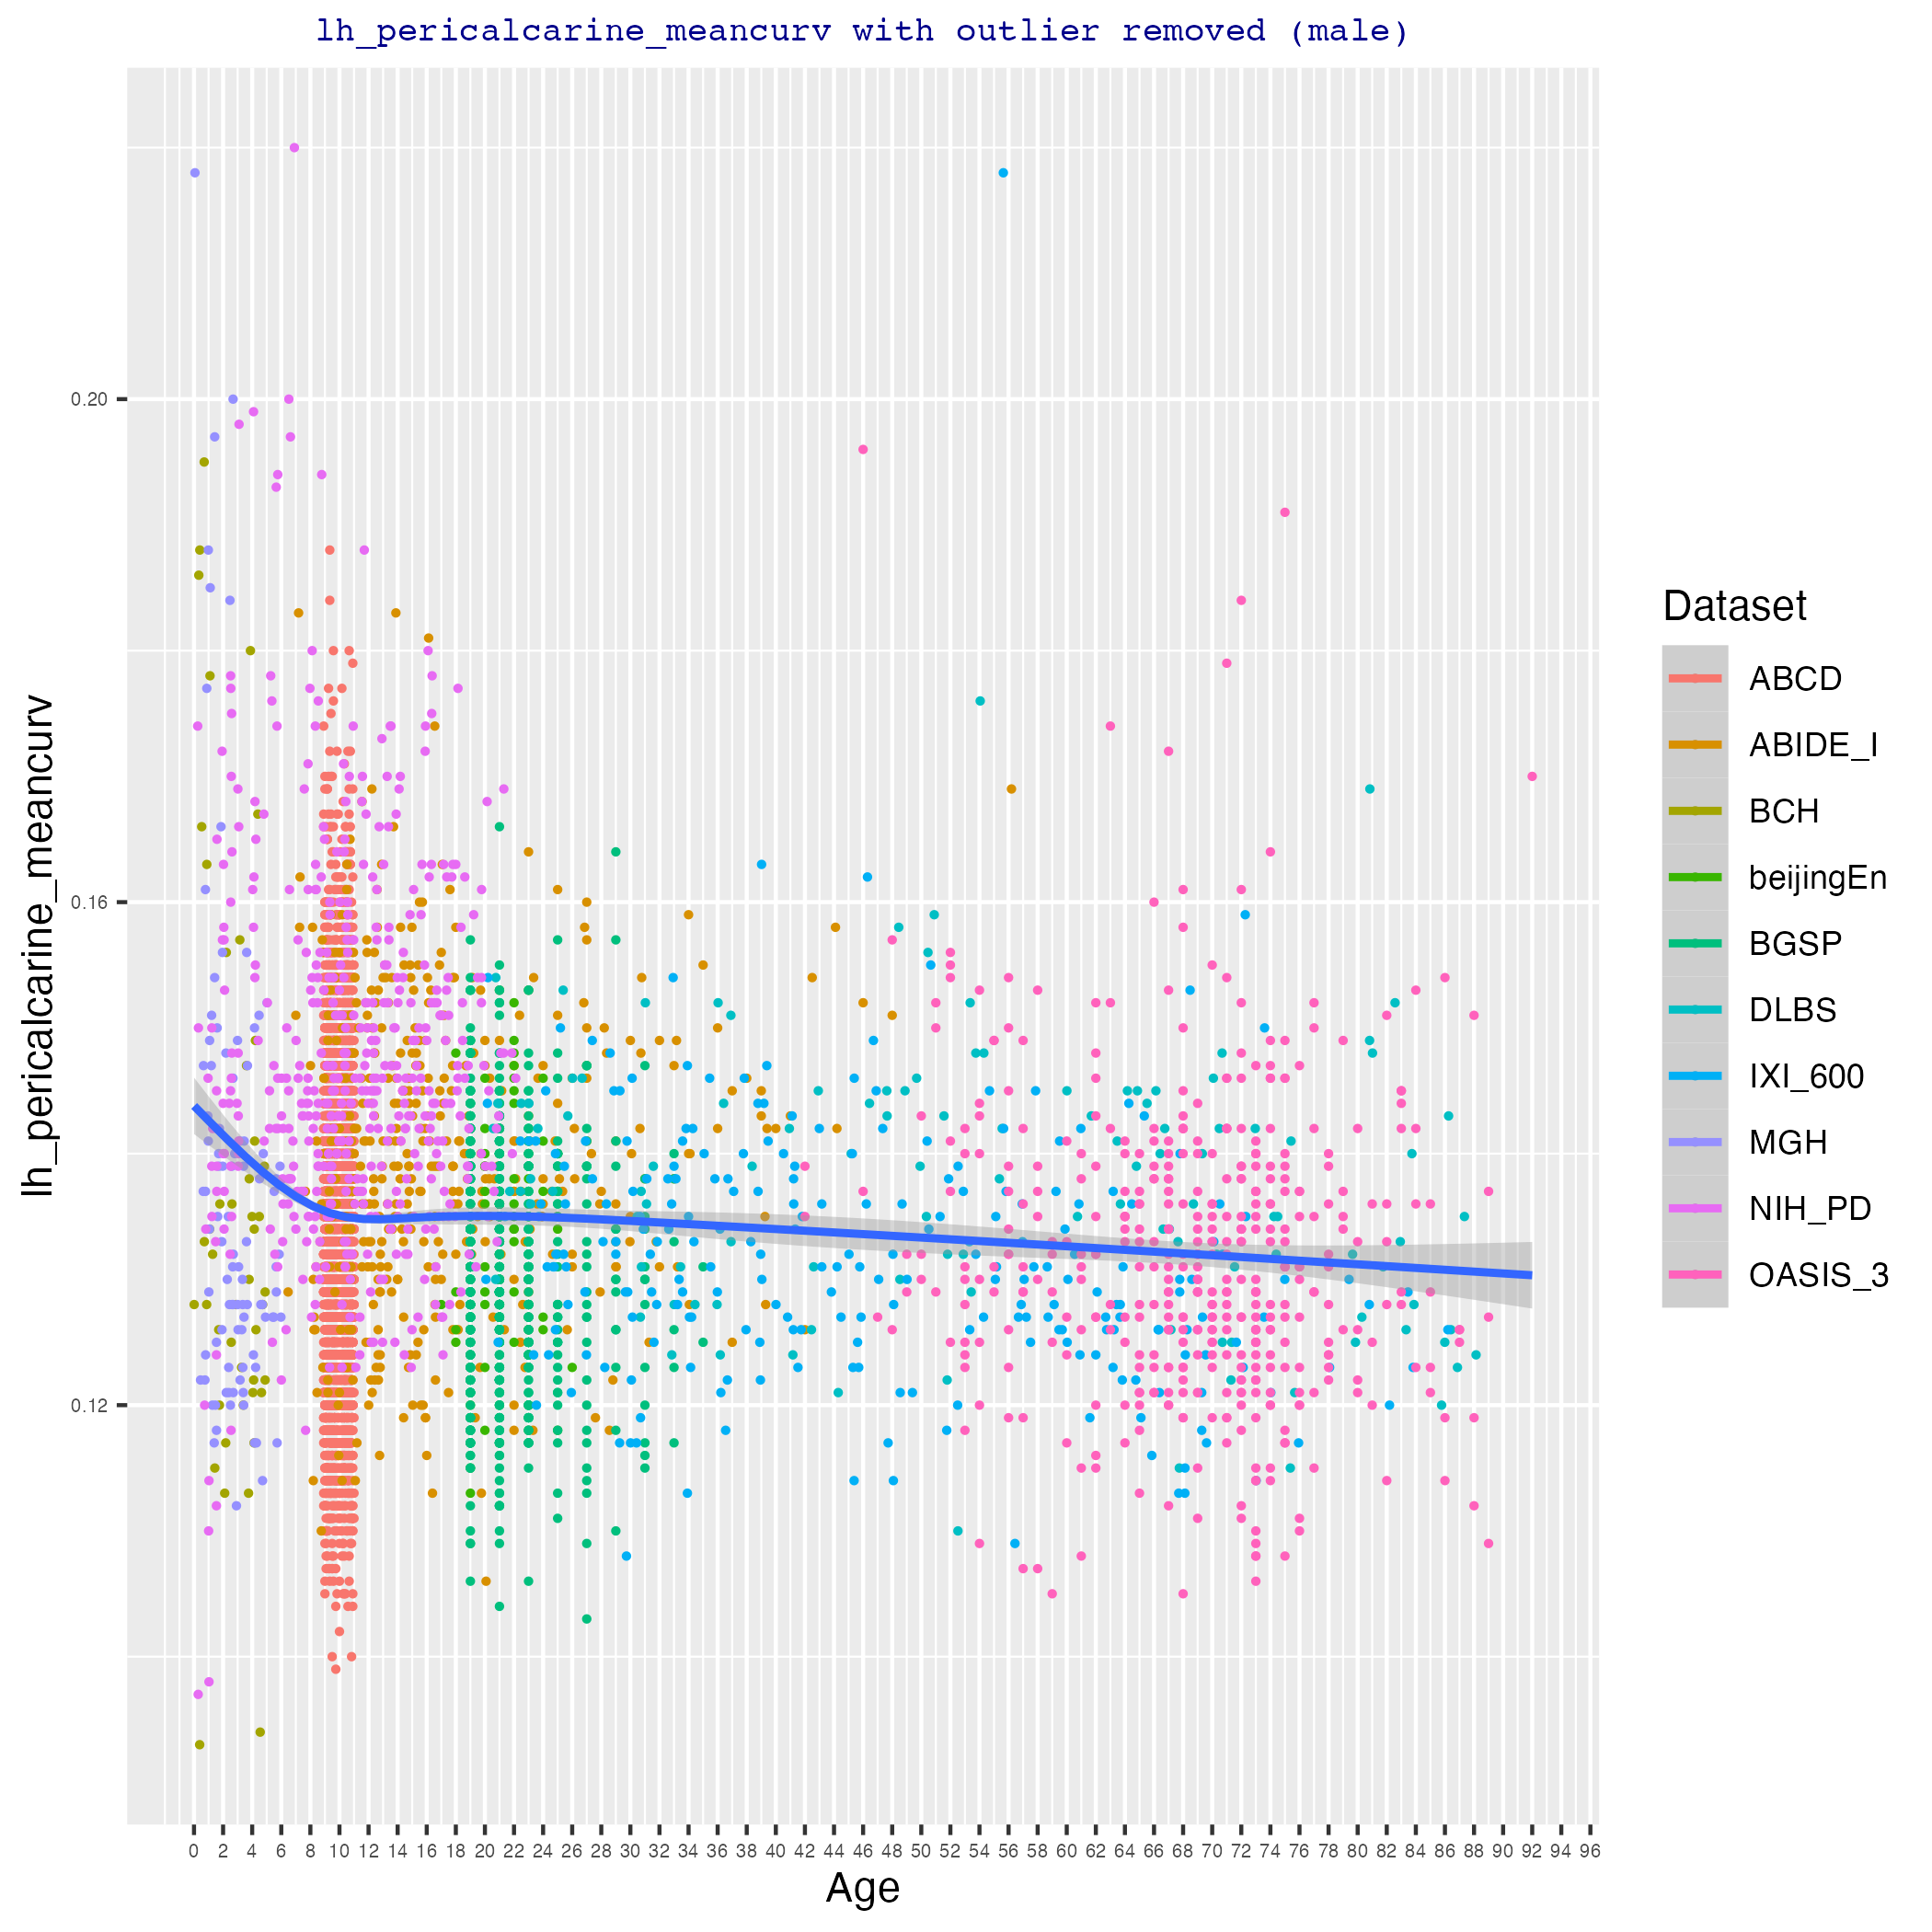 lh_pericalcarine_meancurv with outlier removed (male)
lh_pericalcarine_meancurv
0.20
0.16
0.12
0 2 4 6 8 10 12 14 16 18 20 22 24 26 28 30 32 34 36 38 40 42 44 46 48 50 52 54 56 58 60 62 64 66 68 70 72 74 76 78 80 82 84 86 88 90 92 94 96
Age
Dataset
ABCD
ABIDE_I
BCH
beijingEn
BGSP
DLBS
IXI_600
MGH
NIH_PD
OASIS_3